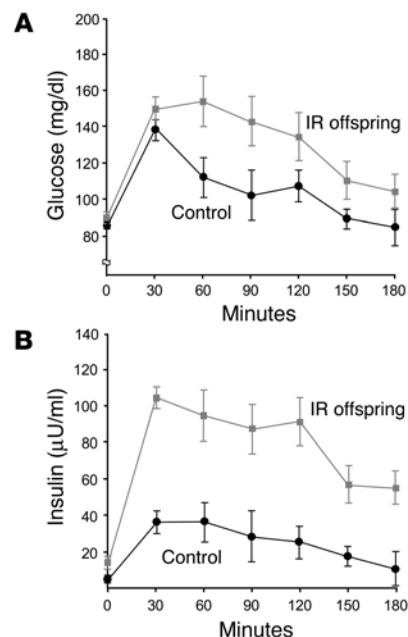 A
Glucose (mg/dl)
200
180
160
140
120
100
80
IR offspring
Control
0 30 60 90 120 150 180
Minutes
B
Insulin (μU/ml)
140
120
100
80
60
40
20
IR offspring
Control
0 30 60 90 120 150 180
Minutes